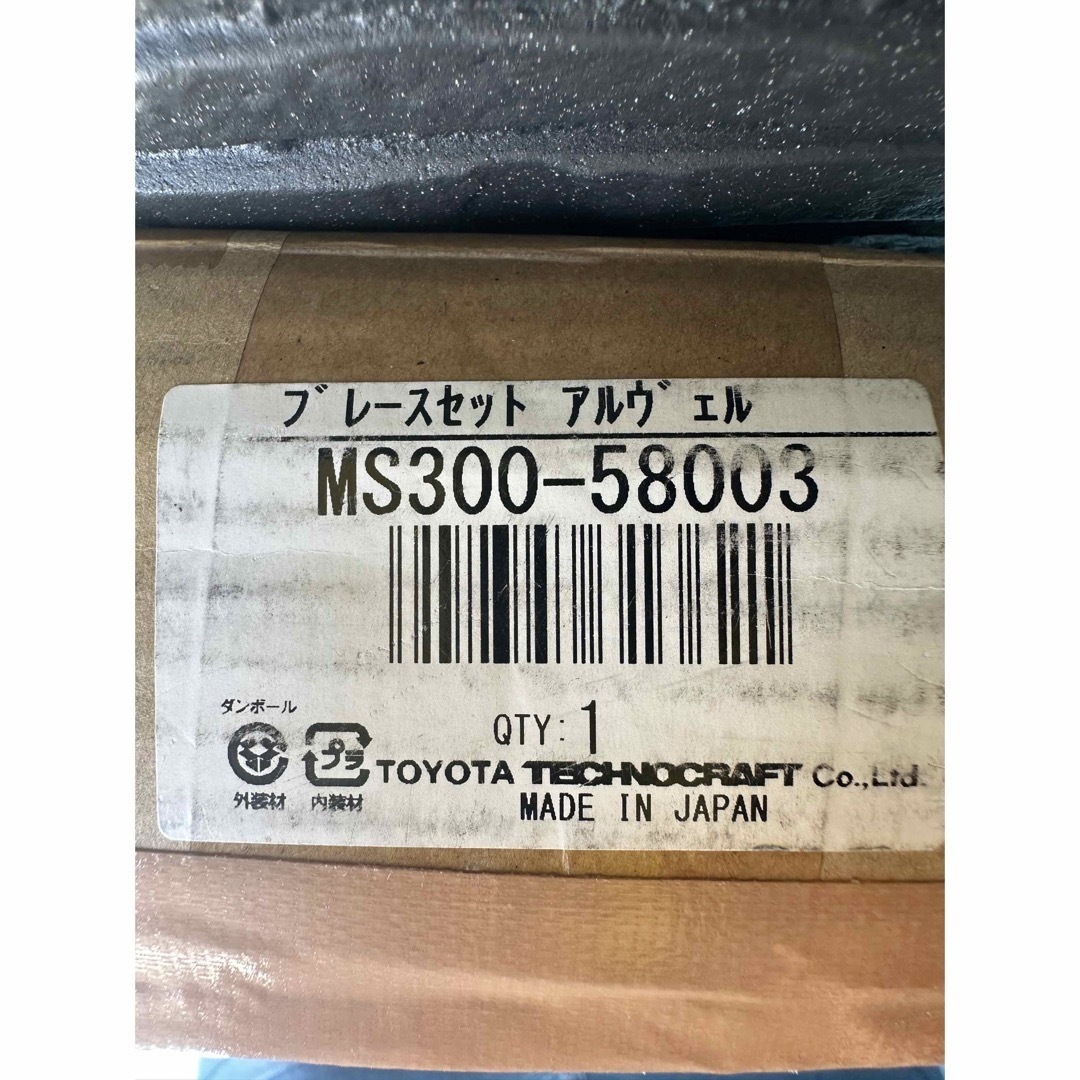 ﾌﾞﾚｰｽｾｯﾄ ｱﾙｳﾞｪﾙ
MS300-58003
QTY: 1
ダンボール
プラ
外装材 内装材
TOYOTA TECHNOCRAFT Co.,Ltd.
MADE IN JAPAN